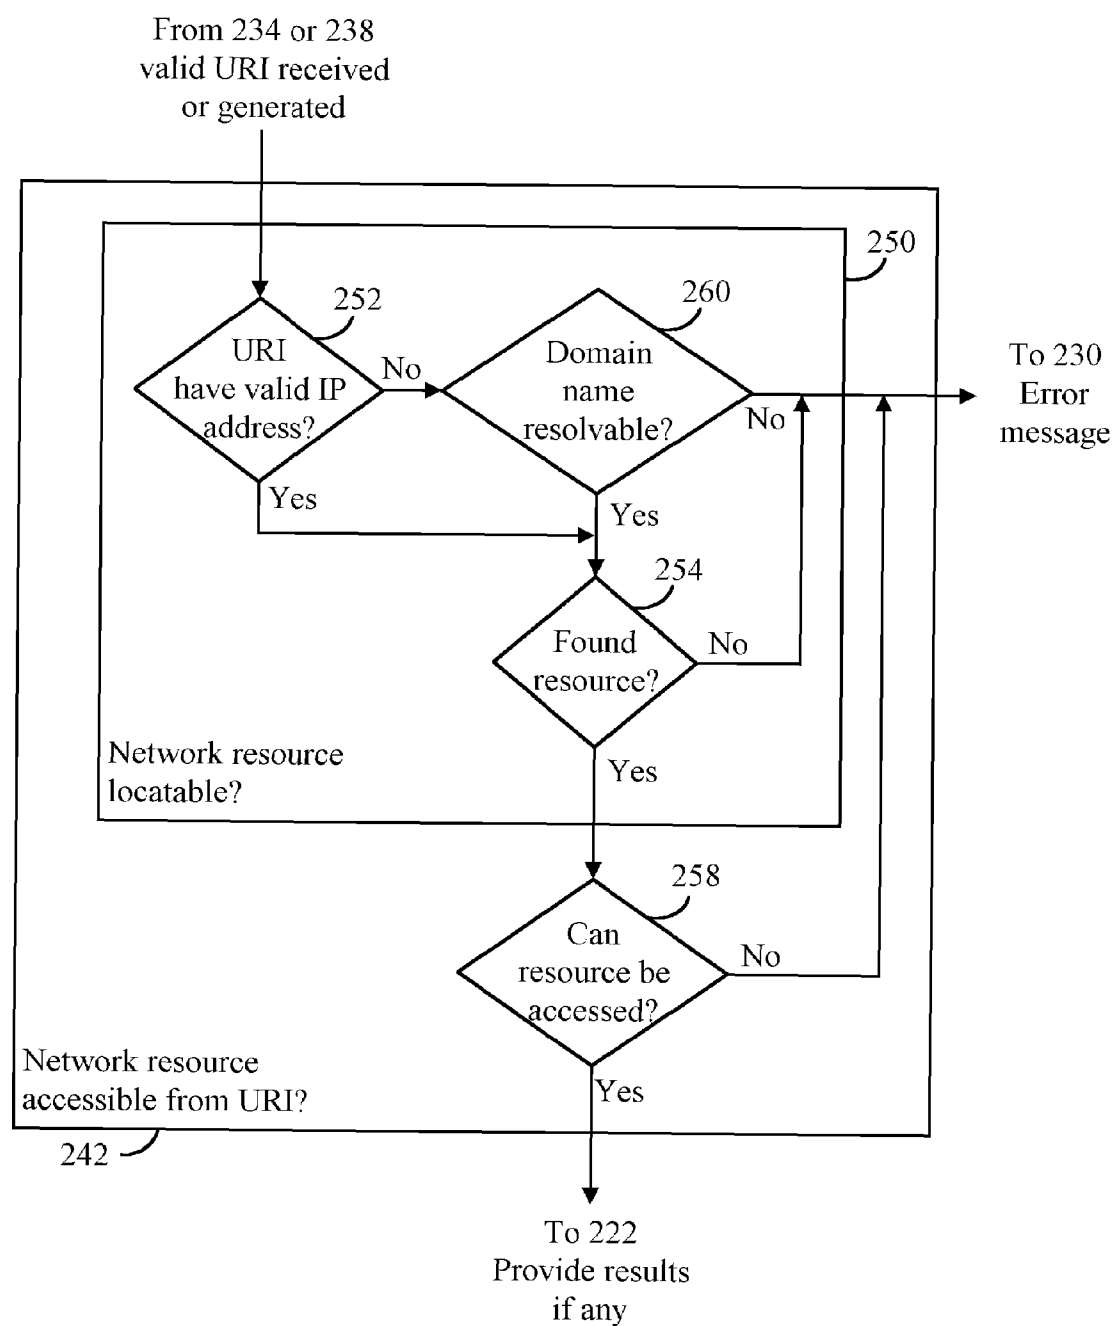 From 234 or 238
valid URI received
or generated
250
252
260
URI
have valid IP
address?
No
Domain
name
resolvable?
No
To 230
Error
message
Yes
Yes
254
Found
resource?
No
Network resource
locatable?
Yes
258
Can
resource be
accessed?
No
Network resource
accessible from URI?
Yes
242
To 222
Provide results
if any